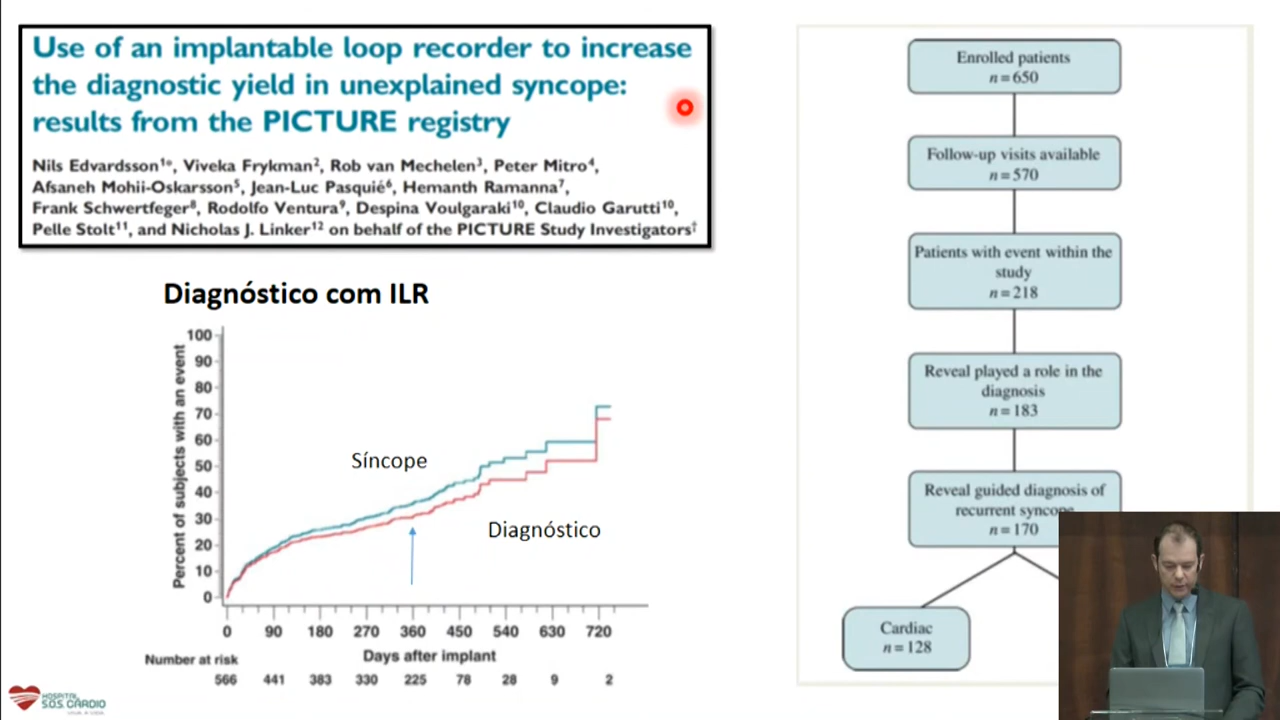 Use of an implantable loop recorder to increase
the diagnostic yield in unexplained syncope:
results from the PICTURE registry
Nils Edvardsson1*, Viveka Frykman2, Rob van Mechelen3, Peter Mitro4,
Afsaneh Mohii-Oskarsson5, Jean-Luc Pasquié6, Hemanth Ramanna7,
Frank Schwertfeger8, Rodolfo Ventura9, Despina Voulgaraki10, Claudio Garutti10,
Pelle Stolt11, and Nicholas J. Linker12 on behalf of the PICTURE Study Investigators†
Diagnóstico com ILR
Percent of subjects with an event
100
90
80
70
60
50
40
30
20
10
0
Síncope
Diagnóstico
0 90 180 270 360 450 540 630 720
Days after implant
Number at risk
566 441 383 330 225 78 28 9 2
HOSPITAL
S.O.S. CARDIO
Enrolled patients
n=650
Follow-up visits available
n=570
Patients with event within the
study
n=218
Reveal played a role in the
diagnosis
n=183
Reveal guided diagnosis of
recurrent syncope
n=170
Cardiac
n=128